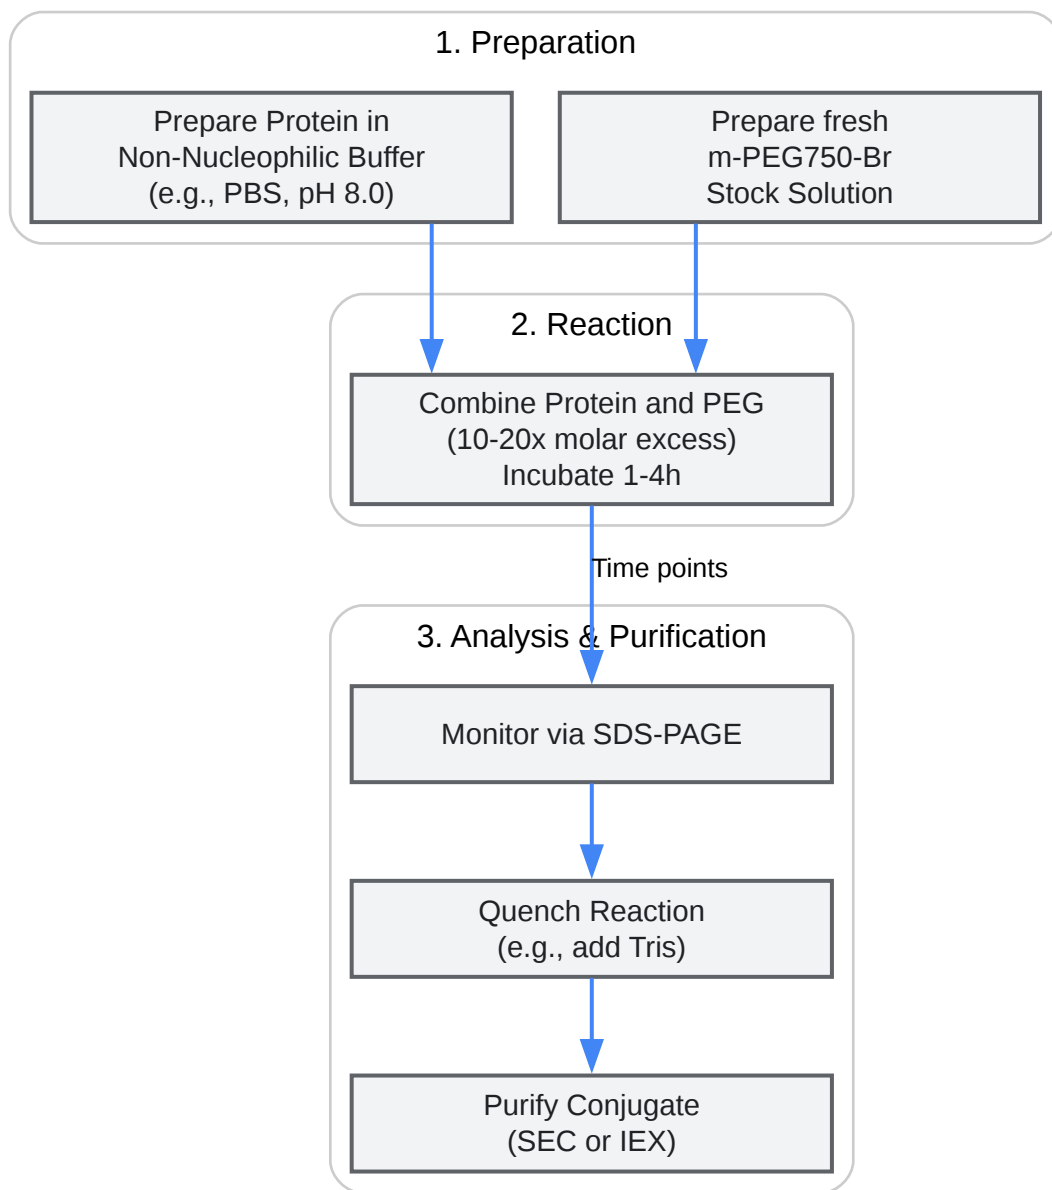 1. Preparation
Prepare Protein in
Non-Nucleophilic Buffer
(e.g., PBS, pH 8.0)
Prepare fresh
m-PEG750-Br
Stock Solution
2. Reaction
Combine Protein and PEG
(10-20x molar excess)
Incubate 1-4h
Time points
3. Analysis & Purification
Monitor via SDS-PAGE
Quench Reaction
(e.g., add Tris)
Purify Conjugate
(SEC or IEX)